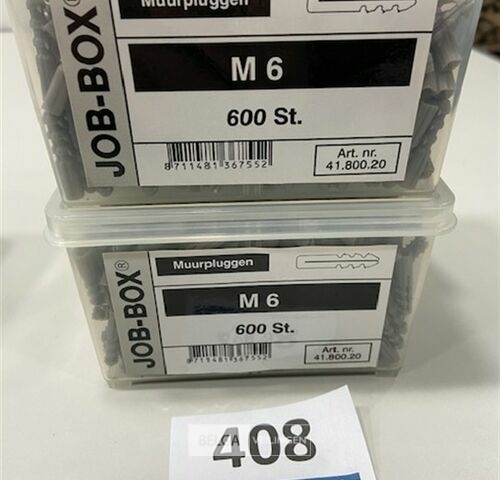 Muurpluggen
JOB-BOX®
M 6
600 St.
8711481367552
Art. nr.
41.800.20
JOB-BOX®
Muurpluggen
M 6
600 St.
8711481367552
Art. nr.
41.800.20
408